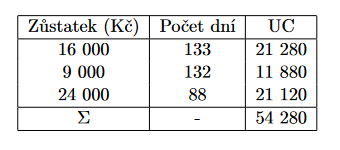 Zůstatek (Kč) Počet dní UC
16 000 133 21 280
9 000 132 11 880
24 000 88 21 120
Σ - 54 280